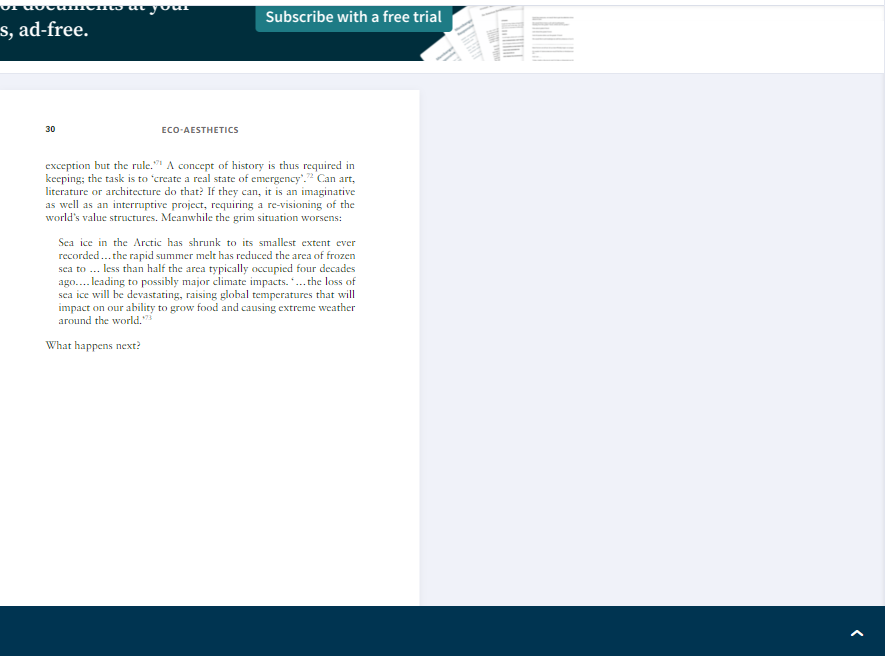 of documents at your
s, ad-free.
Subscribe with a free trial
30
ECO-AESTHETICS
exception but the rule.’71 A concept of history is thus required in
keeping; the task is to ‘create a real state of emergency’.72 Can art,
literature or architecture do that? If they can, it is an imaginative
as well as an interruptive project, requiring a re-visioning of the
world’s value structures. Meanwhile the grim situation worsens:
Sea ice in the Arctic has shrunk to its smallest extent ever
recorded…the rapid summer melt has reduced the area of frozen
sea to … less than half the area typically occupied four decades
ago.…leading to possibly major climate impacts. ‘…the loss of
sea ice will be devastating, raising global temperatures that will
impact on our ability to grow food and causing extreme weather
around the world.’73
What happens next?